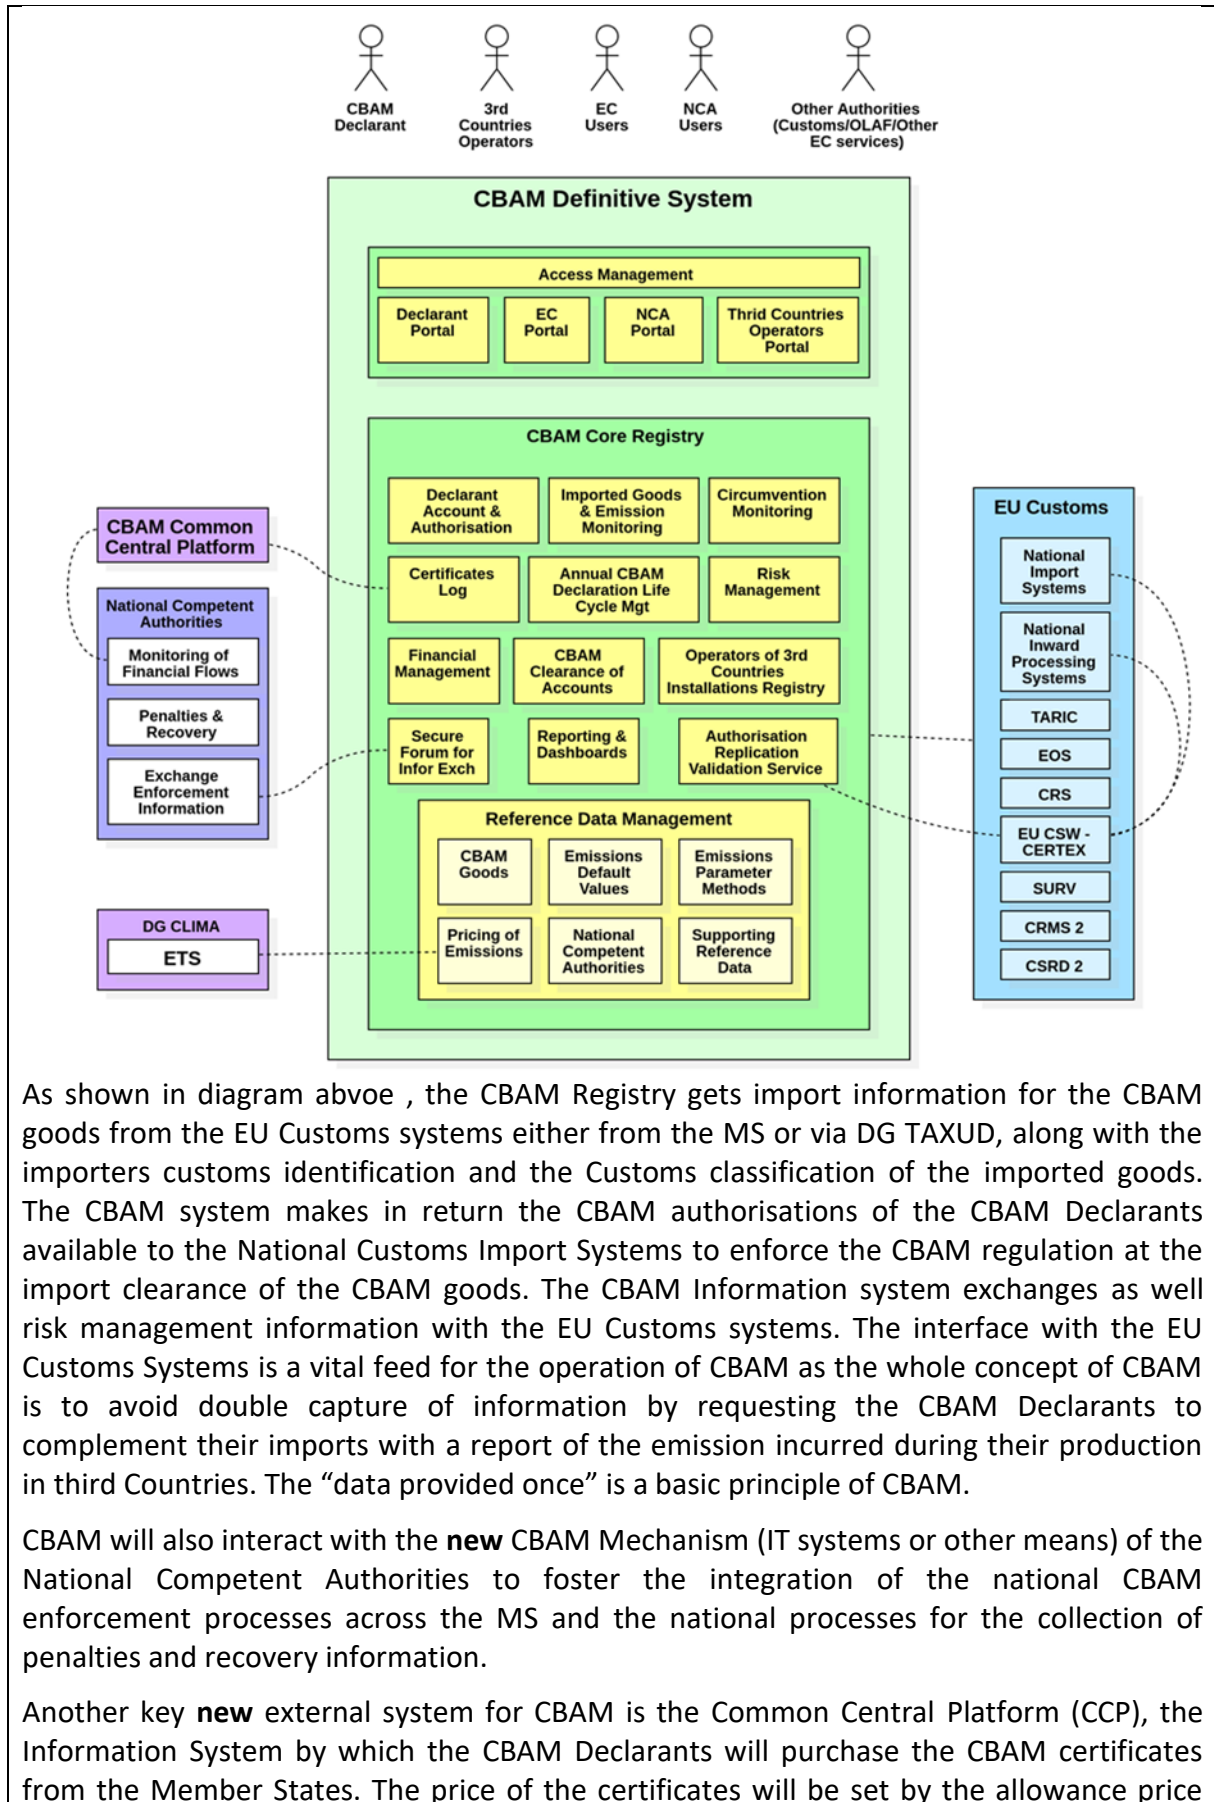 CBAM
Declarant
3rd
Countries
Operators
EC
Users
NCA
Users
Other Authorities
(Customs/OLAF/Other
EC services)
CBAM Definitive System
Access Management
Declarant
Portal
EC
Portal
NCA
Portal
Thrid Countries
Operators
Portal
CBAM Core Registry
Declarant
Account &
Authorisation
Imported Goods
& Emission
Monitoring
Circumvention
Monitoring
Certificates
Log
Annual CBAM
Declaration Life
Cycle Mgt
Risk
Management
Financial
Management
CBAM
Clearance of
Accounts
Operators of 3rd
Countries
Installations Registry
Secure
Forum for
Infor Exch
Reporting &
Dashboards
Authorisation
Replication
Validation Service
Reference Data Management
CBAM
Goods
Emissions
Default
Values
Emissions
Parameter
Methods
Pricing of
Emissions
National
Competent
Authorities
Supporting
Reference
Data
CBAM Common
Central Platform
National Competent
Authorities
Monitoring of
Financial Flows
Penalties &
Recovery
Exchange
Enforcement
Information
DG CLIMA
ETS
EU Customs
National
Import
Systems
National
Inward
Processing
Systems
TARIC
EOS
CRS
EU CSW -
CERTEX
SURV
CRMS 2
CSRD 2
As shown in diagram abvoe , the CBAM Registry gets import information for the CBAM
goods from the EU Customs systems either from the MS or via DG TAXUD, along with the
importers customs identification and the Customs classification of the imported goods.
The CBAM system makes in return the CBAM authorisations of the CBAM Declarants
available to the National Customs Import Systems to enforce the CBAM regulation at the
import clearance of the CBAM goods. The CBAM Information system exchanges as well
risk management information with the EU Customs systems. The interface with the EU
Customs Systems is a vital feed for the operation of CBAM as the whole concept of CBAM
is to avoid double capture of information by requesting the CBAM Declarants to
complement their imports with a report of the emission incurred during their production
in third Countries. The “data provided once” is a basic principle of CBAM.
CBAM will also interact with the new CBAM Mechanism (IT systems or other means) of the
National Competent Authorities to foster the integration of the national CBAM
enforcement processes across the MS and the national processes for the collection of
penalties and recovery information.
Another key new external system for CBAM is the Common Central Platform (CCP), the
Information System by which the CBAM Declarants will purchase the CBAM certificates
from the Member States. The price of the certificates will be set by the allowance price